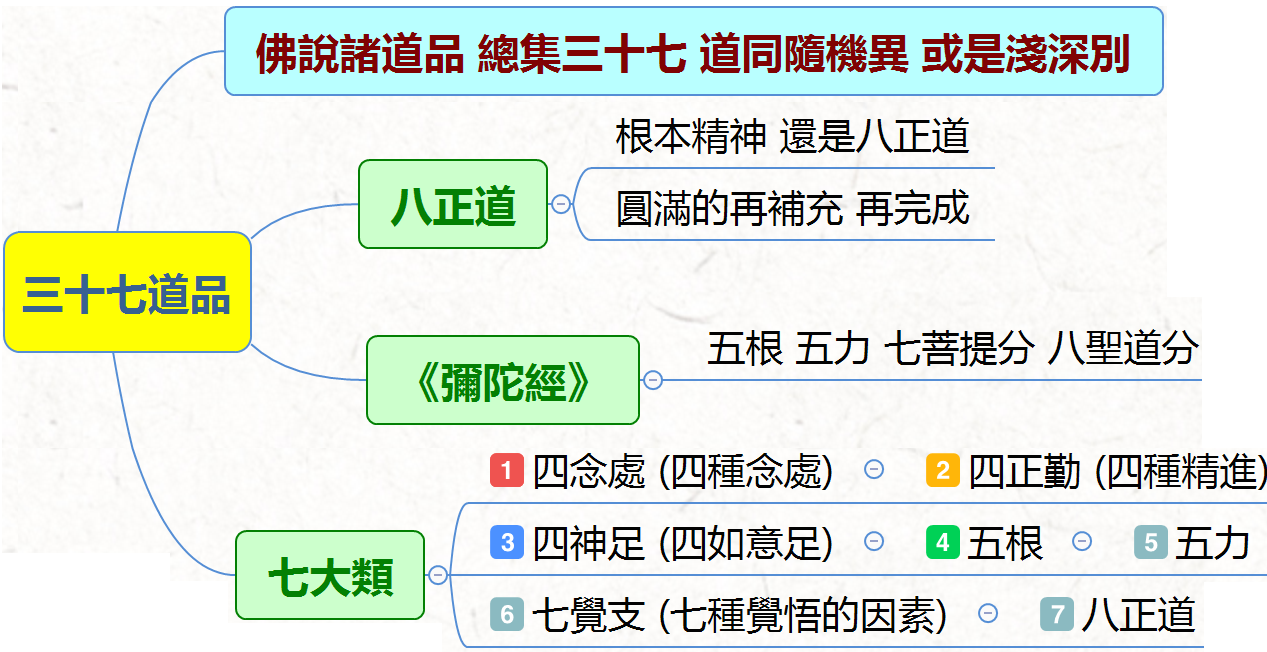 佛說諸道品 總集三十七 道同隨機異 或是淺深別
根本精神 還是八正道
八正道
圓滿的再補充 再完成
三十七道品
五根 五力 七菩提分 八聖道分
《彌陀經》
1 四念處 (四種念處) 2 四正勤 (四種精進)
3 四神足 (四如意足) 4 五根 5 五力
七大類
6 七覺支 (七種覺悟的因素) 7 八正道